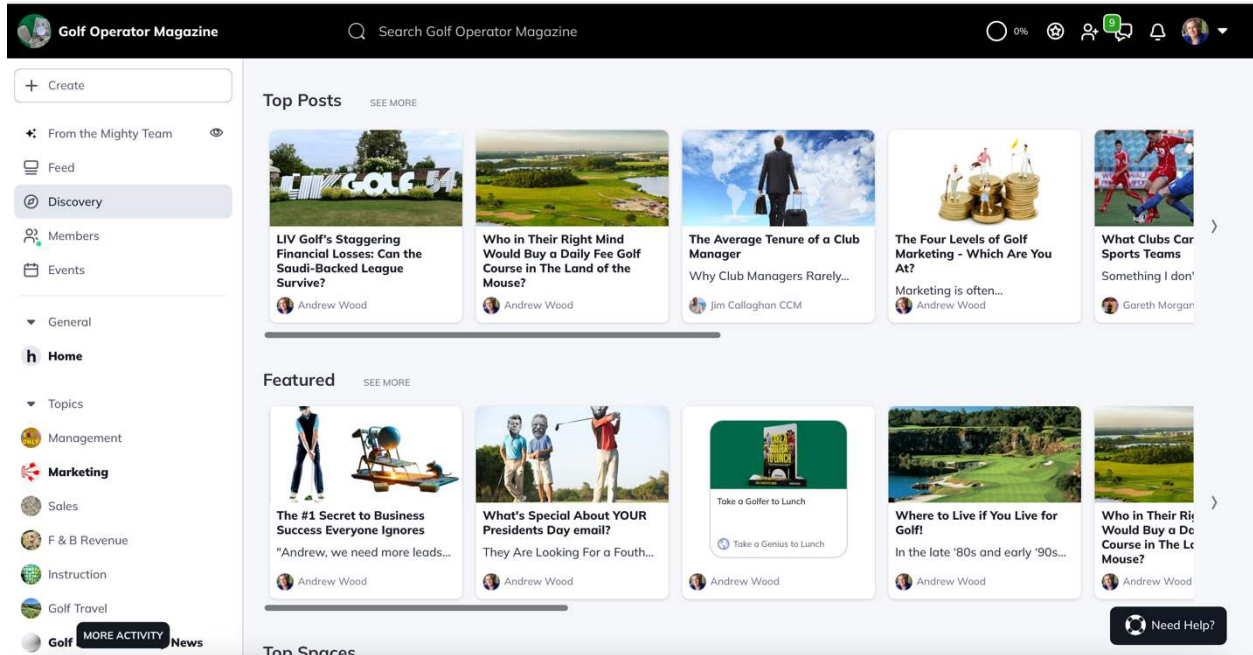 Golf Operator Magazine
Search Golf Operator Magazine
0%
9
Create
From the Mighty Team
Feed
Discovery
Members
Events
General
h Home
Topics
Management
Marketing
Sales
F & B Revenue
Instruction
Golf Travel
Golf
News
MORE ACTIVITY
Top Posts
SEE MORE
GOLF 54
LIV Golf's Staggering
Financial Losses: Can the
Saudi-Backed League
Survive?
Andrew Wood
Who in Their Right Mind
Would Buy a Daily Fee Golf
Course in The Land of the
Mouse?
Andrew Wood
The Average Tenure of a Club
Manager
Why Club Managers Rarely...
Jim Callaghan CCM
The Four Levels of Golf
Marketing - Which Are You
At?
Marketing is often...
Andrew Wood
What Clubs Can
Sports Teams
Something I don'
Gareth Morgan
Featured
SEE MORE
The #1 Secret to Business
Success Everyone Ignores
"Andrew, we need more leads...
Andrew Wood
What's Special About YOUR
Presidents Day email?
They Are Looking For a Fouth...
Andrew Wood
TAKE A
GOLFER
TO LUNCH
Take a Golfer to Lunch
Take a Genius to Lunch
Andrew Wood
Where to Live if You Live for
Golf!
In the late '80s and early '90s...
Andrew Wood
Who in Their Rig
Would Buy a Da
Course in The La
Mouse?
Andrew Wood
Top Spaces
Need Help?